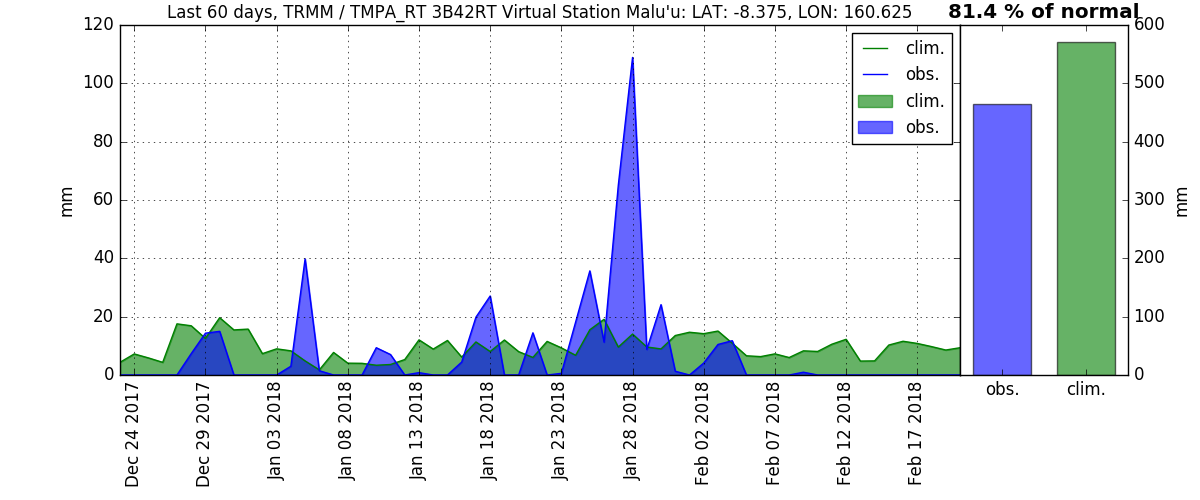 Last 60 days, TRMM / TMPA_RT 3B42RT Virtual Station Malu'u: LAT: -8.375, LON: 160.625
81.4 % of normal
mm
120
100
80
60
40
20
0
clim.
obs.
clim.
obs.
Dec 24 2017
Dec 29 2017
Jan 03 2018
Jan 08 2018
Jan 13 2018
Jan 18 2018
Jan 23 2018
Jan 28 2018
Feb 02 2018
Feb 07 2018
Feb 12 2018
Feb 17 2018
600
500
400
300
200
100
0
mm
obs.
clim.